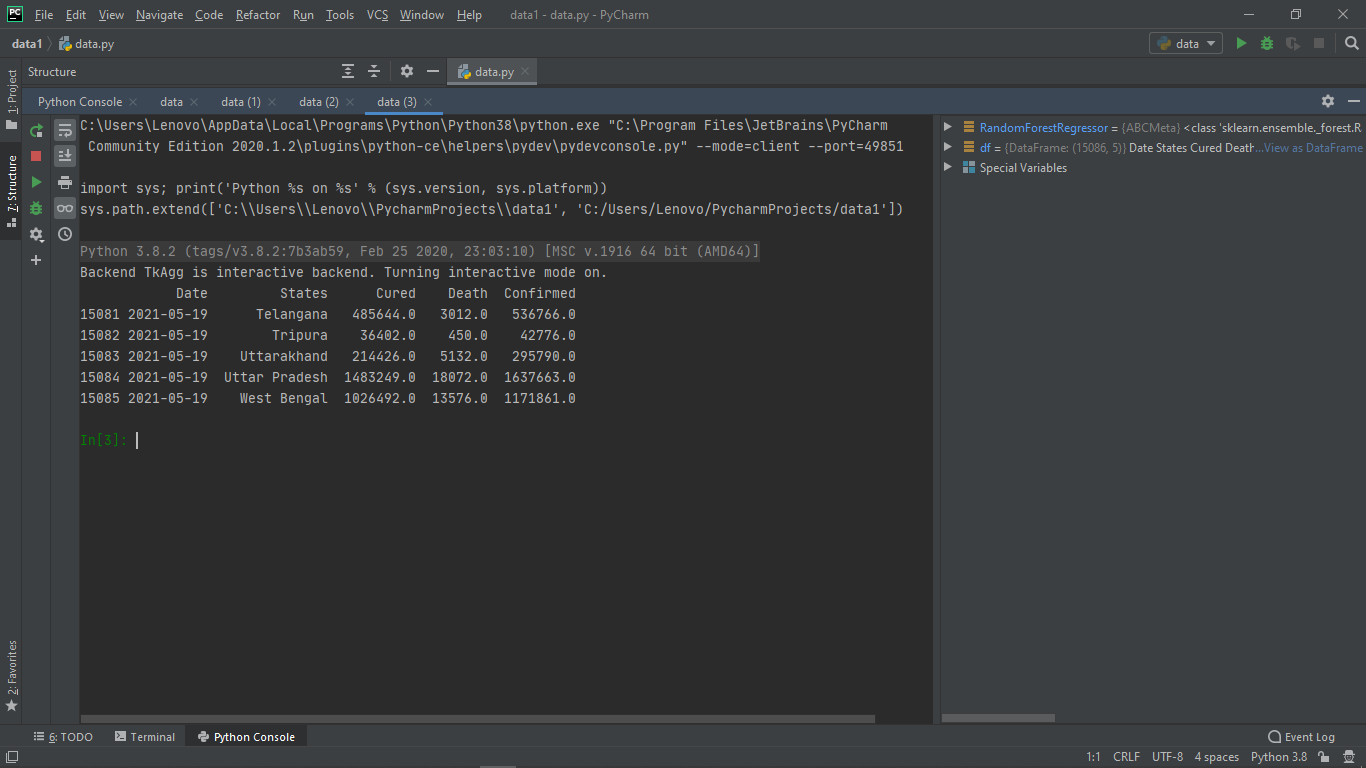 PC File Edit View Navigate Code Refactor Run Tools VCS Window Help data1 - data.py - PyCharm
data1 data.py data
Structure data.py
1: Project
Python Console data data (1) data (2) data (3)
7: Structure
C:\Users\Lenovo\AppData\Local\Programs\Python\Python38\python.exe "C:\Program Files\JetBrains\PyCharm
Community Edition 2020.1.2\plugins\python-ce\helpers\pydev\pydevconsole.py" --mode=client --port=49851
import sys; print('Python %s on %s' % (sys.version, sys.platform))
sys.path.extend(['C:\\Users\\Lenovo\\PycharmProjects\\data1', 'C:/Users/Lenovo/PycharmProjects/data1'])
Python 3.8.2 (tags/v3.8.2:7b3ab59, Feb 25 2020, 23:03:10) [MSC v.1916 64 bit (AMD64)]
Backend TkAgg is interactive backend. Turning interactive mode on.
Date States Cured Death Confirmed
15081 2021-05-19 Telangana 485644.0 3012.0 536766.0
15082 2021-05-19 Tripura 36402.0 450.0 42776.0
15083 2021-05-19 Uttarakhand 214426.0 5132.0 295790.0
15084 2021-05-19 Uttar Pradesh 1483249.0 18072.0 1637663.0
15085 2021-05-19 West Bengal 1026492.0 13576.0 1171861.0
In[3]:
RandomForestRegressor = {ABCMeta} <class 'sklearn.ensemble._forest.R
df = {DataFrame: (15086, 5)} Date States Cured Death ...View as DataFrame
Special Variables
2: Favorites
6: TODO Terminal Python Console Event Log
1:1 CRLF UTF-8 4 spaces Python 3.8